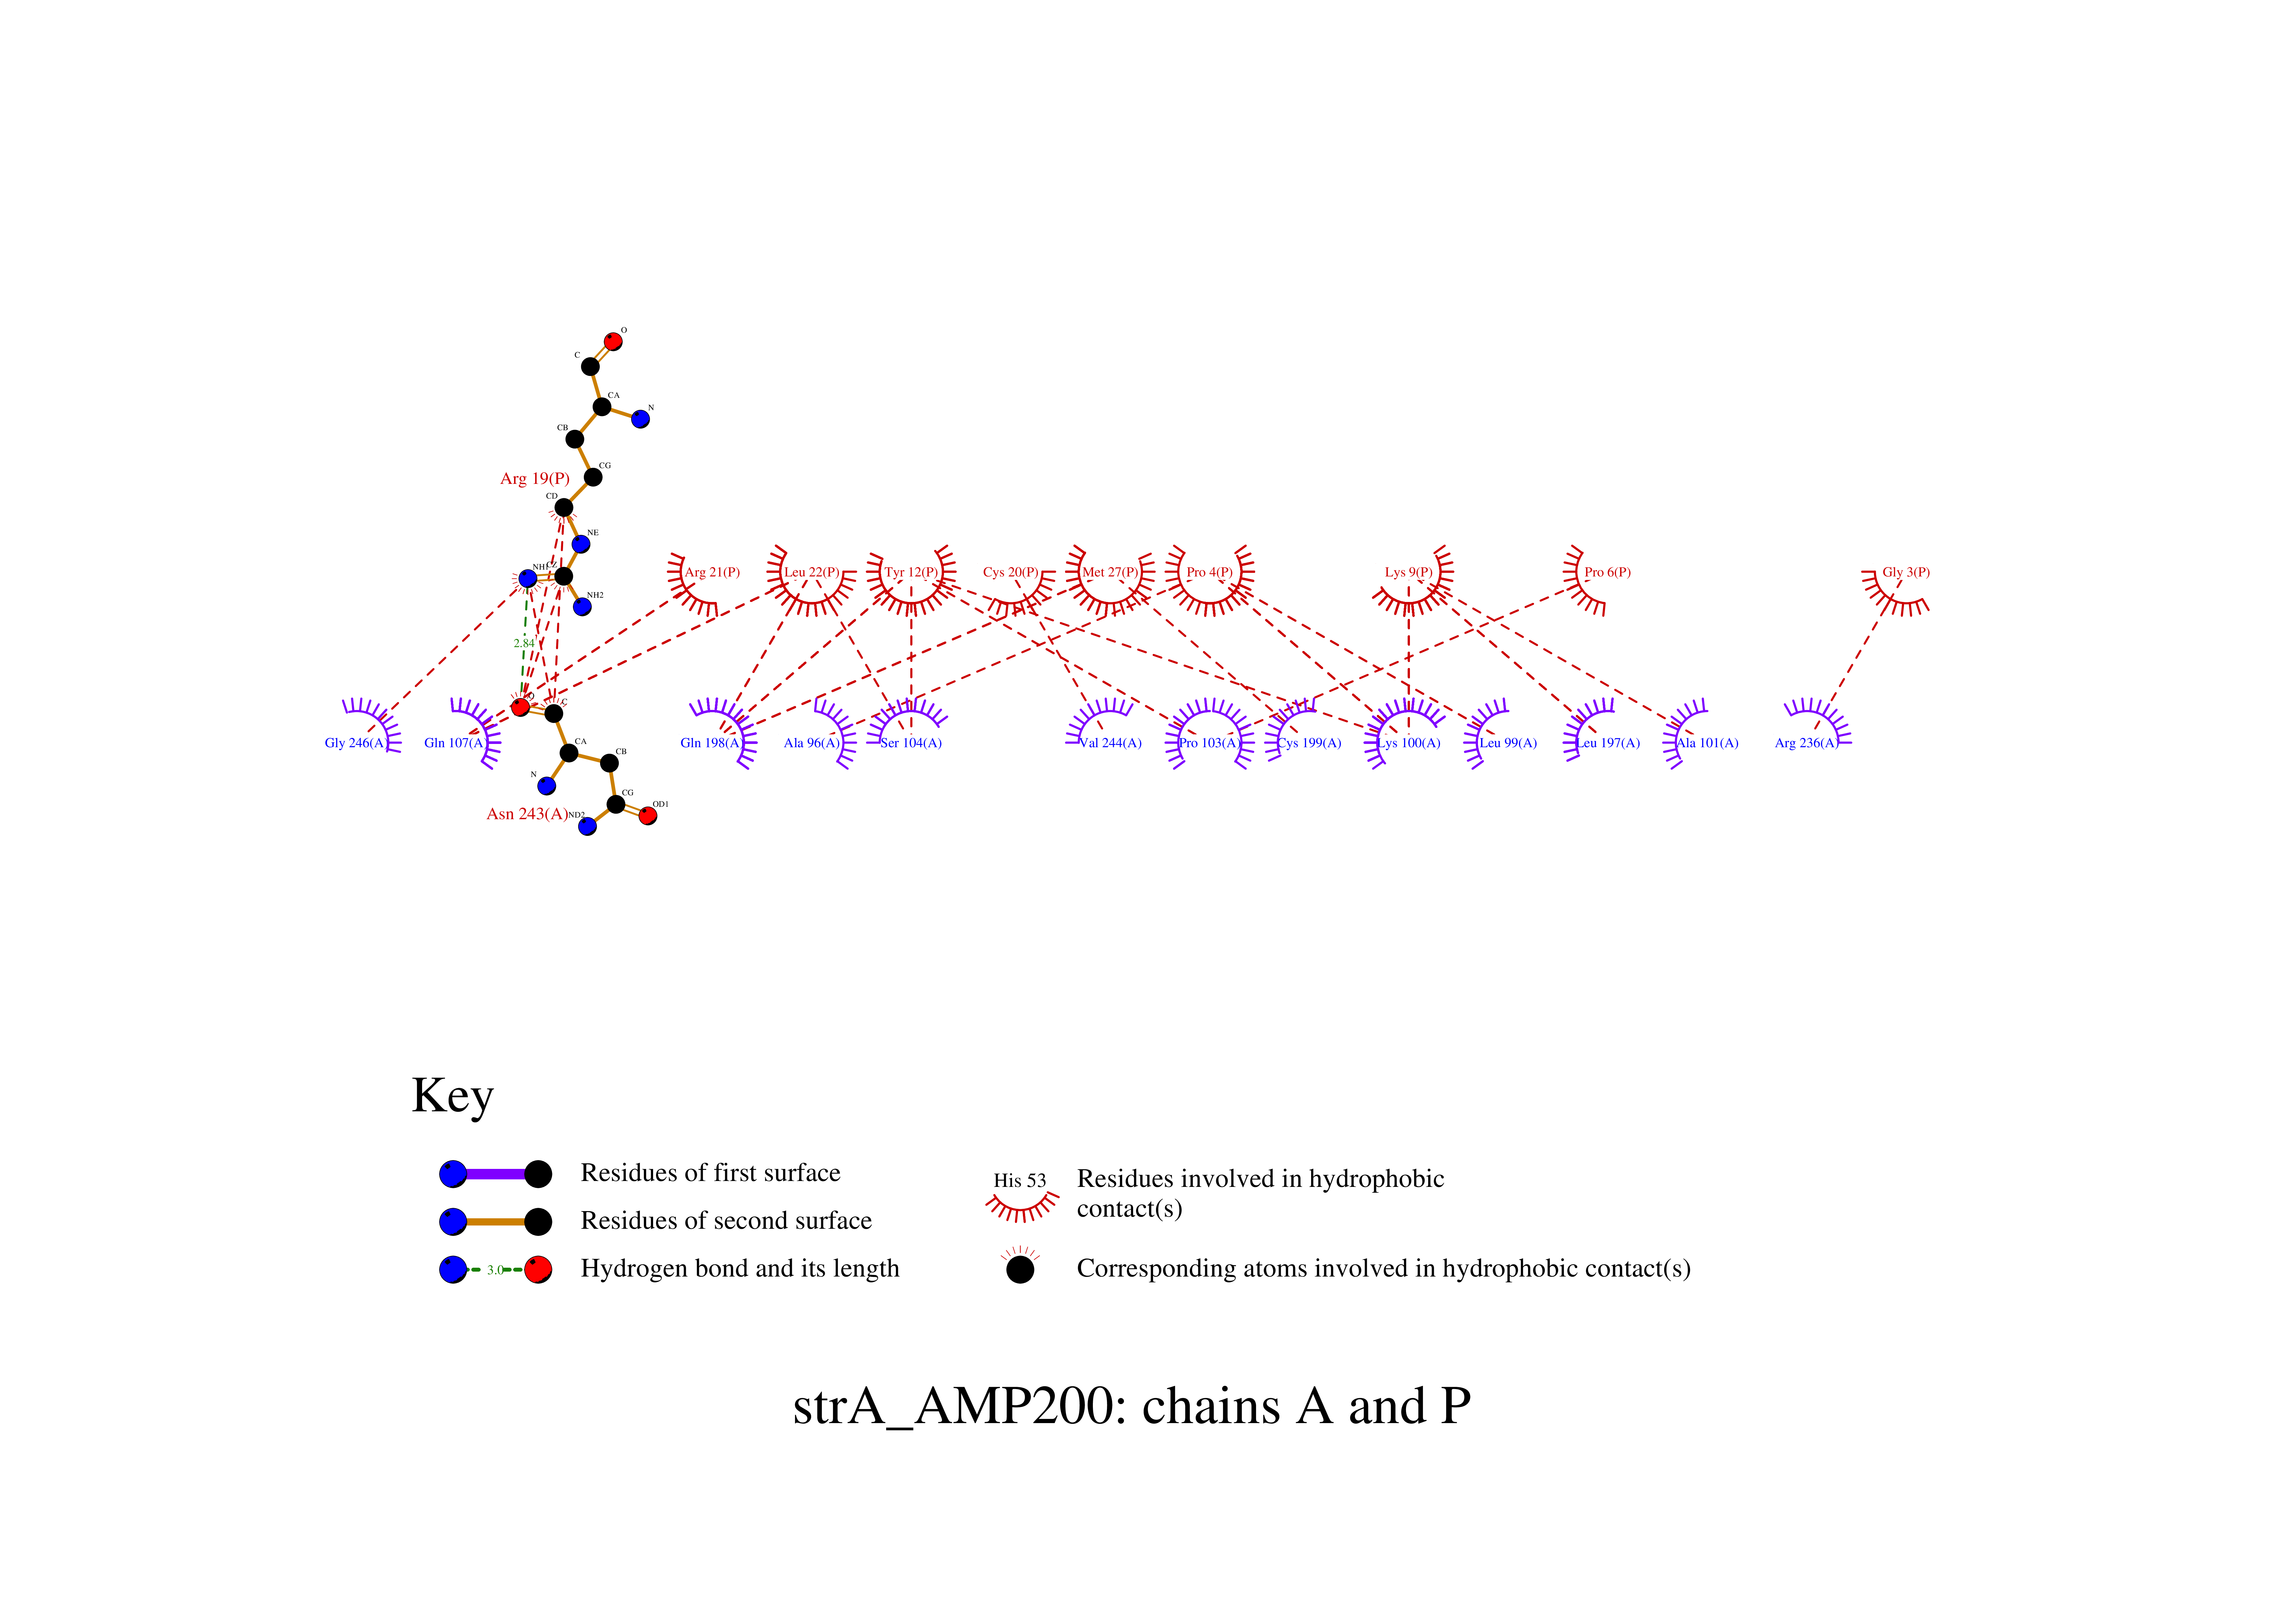 O
C
CA
N
CB
CG
Arg 19(P)
CD
NE
NH1
CZ
NH2
Arg 21(P)
Leu 22(P)
Tyr 12(P)
Cys 20(P)
Met 27(P)
Pro 4(P)
Lys 9(P)
Pro 6(P)
Gly 3(P)
2.84
O
C
Gly 246(A)
Gln 107(A)
Gln 198(A)
Ala 96(A)
Ser 104(A)
Val 244(A)
Pro 103(A)
Cys 199(A)
Lys 100(A)
Leu 99(A)
Leu 197(A)
Ala 101(A)
Arg 236(A)
CA
CB
N
CG
OD1
Asn 243(A)
ND2
Key
Residues of first surface
Residues of second surface
3.0
Hydrogen bond and its length
His 53
Residues involved in hydrophobic
contact(s)
Corresponding atoms involved in hydrophobic contact(s)
strA_AMP200: chains A and P